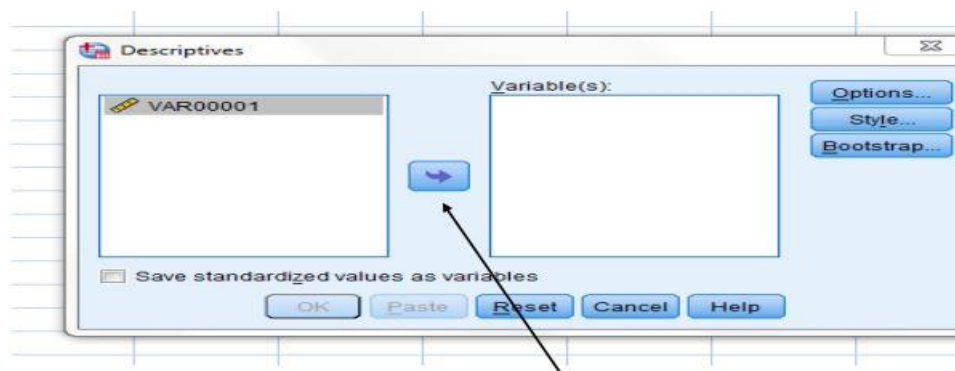 Descriptives
Variable(s):
VAR00001
Options...
Style...
Bootstrap...
Save standardized values as variables
OK Paste Reset Cancel Help